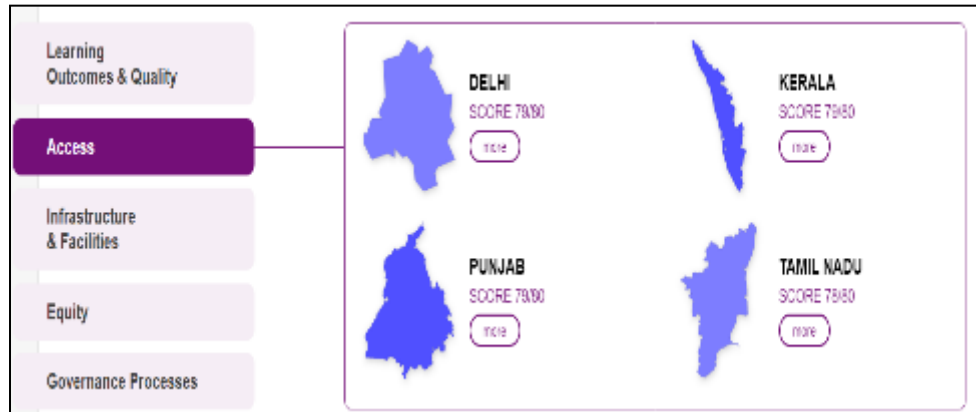 Learning
Outcomes & Quality
Access
Infrastructure
& Facilities
Equity
Governance Processes
DELHI
SCORE 79/80
more
KERALA
SCORE 79/80
more
PUNJAB
SCORE 79/80
more
TAMIL NADU
SCORE 78/80
more